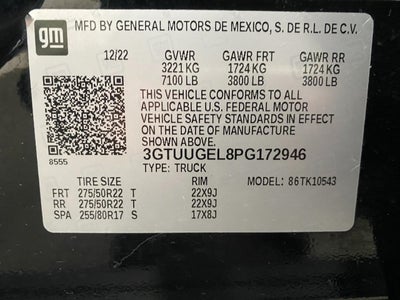 gm MFD BY GENERAL MOTORS DE MEXICO, S. DE R.L. DE C.V.
12/22 GVWR GAWR FRT GAWR RR
3221 KG 1724 KG 1724 KG
7100 LB 3800 LB 3800 LB
THIS VEHICLE CONFORMS TO ALL
APPLICABLE U.S. FEDERAL MOTOR
VEHICLE SAFETY STANDARDS IN EFFECT
ON THE DATE OF MANUFACTURE SHOWN ABOVE.
8555 3GTUUGEL8PG172946
TYPE: TRUCK
TIRE SIZE RIM MODEL: 86TK10543
FRT 275/50R22 T 22X9J
RR 275/50R22 T 22X9J
SPA 255/80R17 S 17X8J